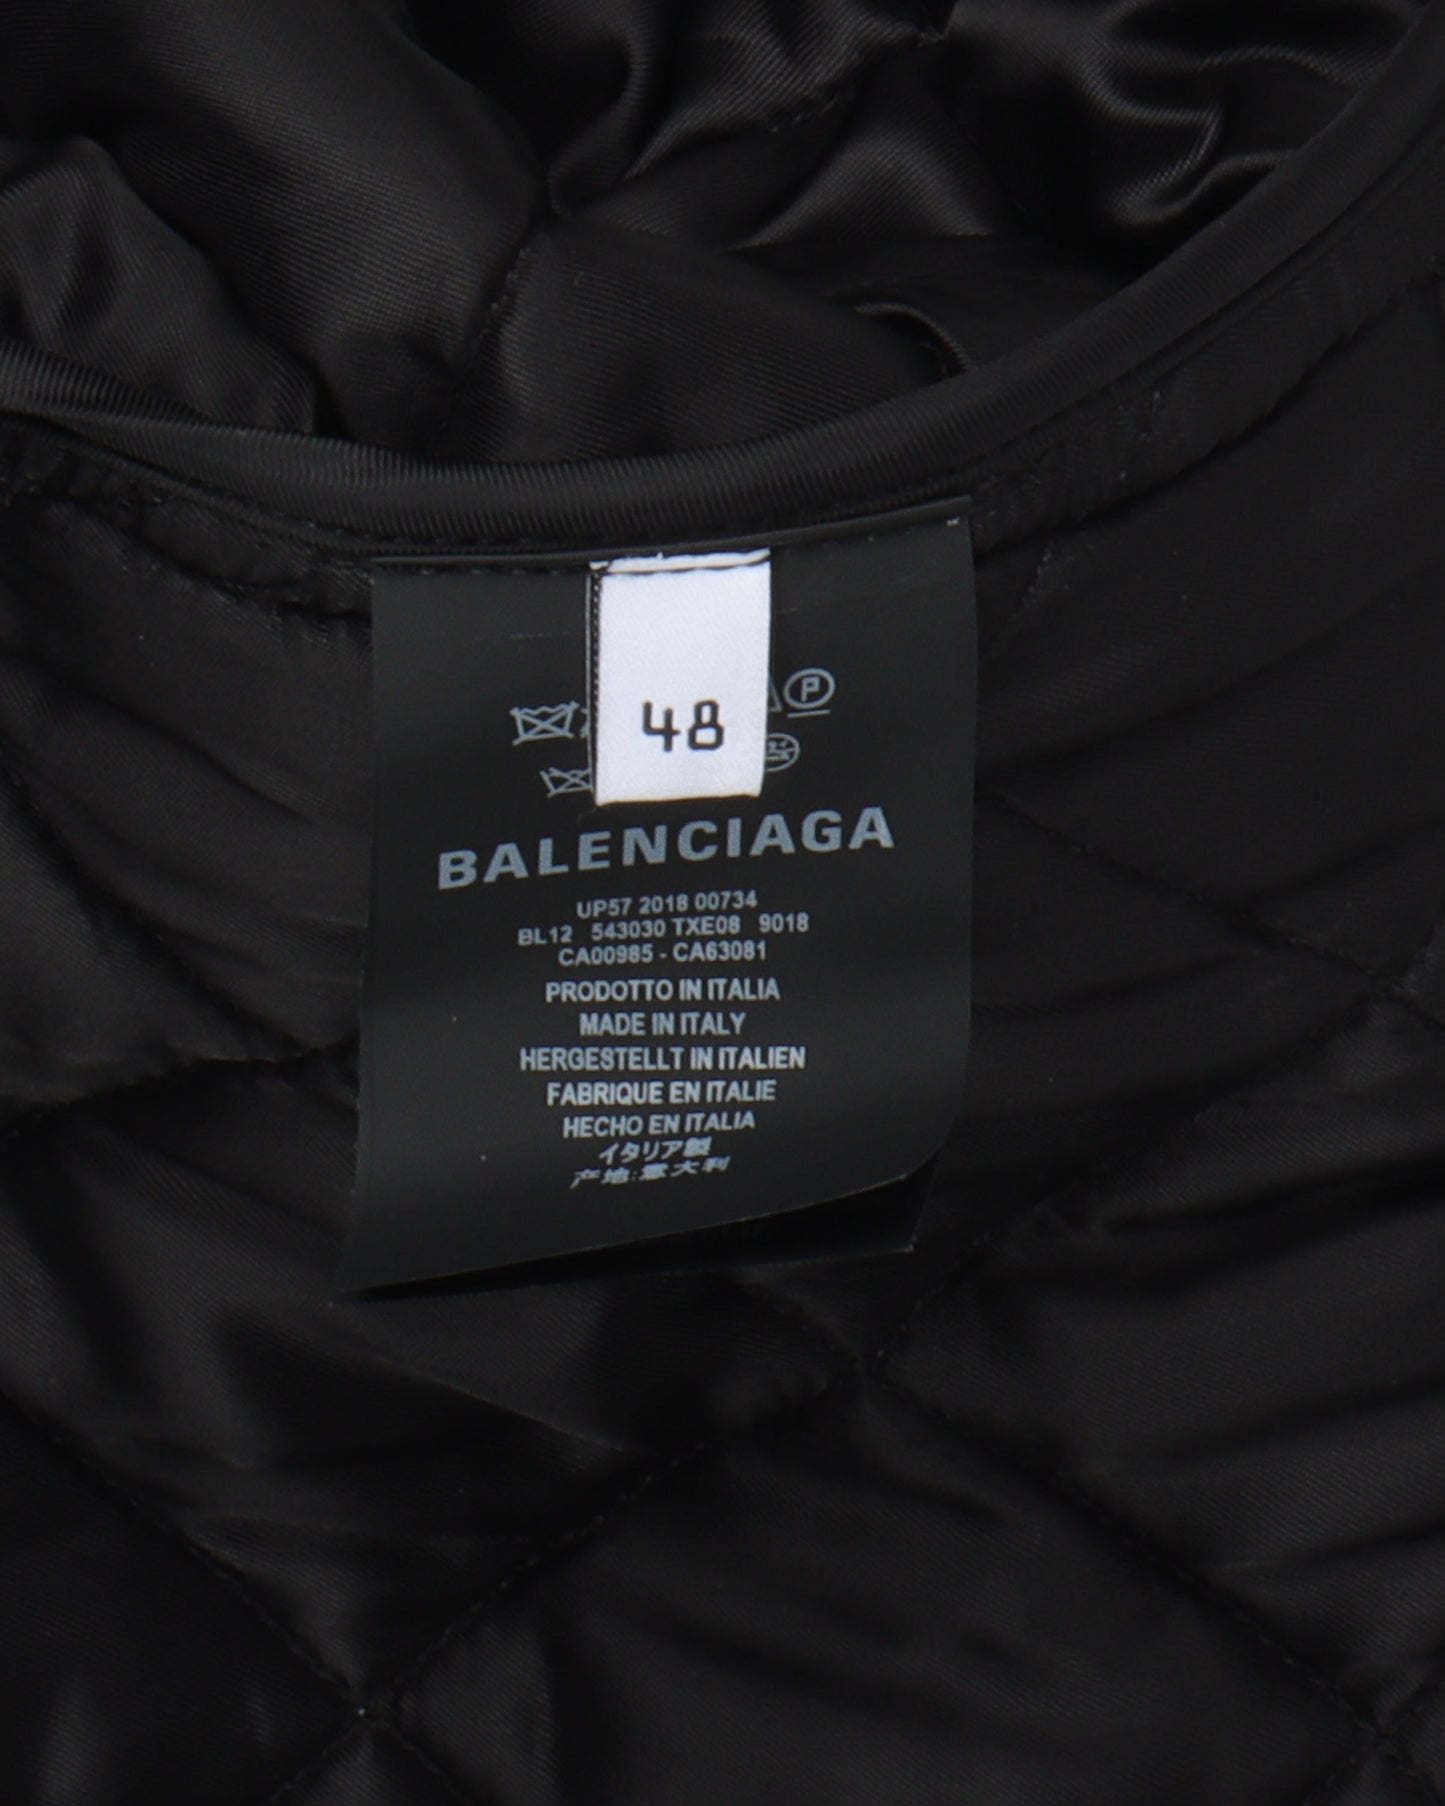 P
48
BALENCIAGA
UP57 2018 00734
BL12 543030 TXE08 9018
CA00985 - CA63081
PRODOTTO IN ITALIA
MADE IN ITALY
HERGESTELLT IN ITALIEN
FABRIQUE EN ITALIE
HECHO EN ITALIA
イタリア製
产地:意大利